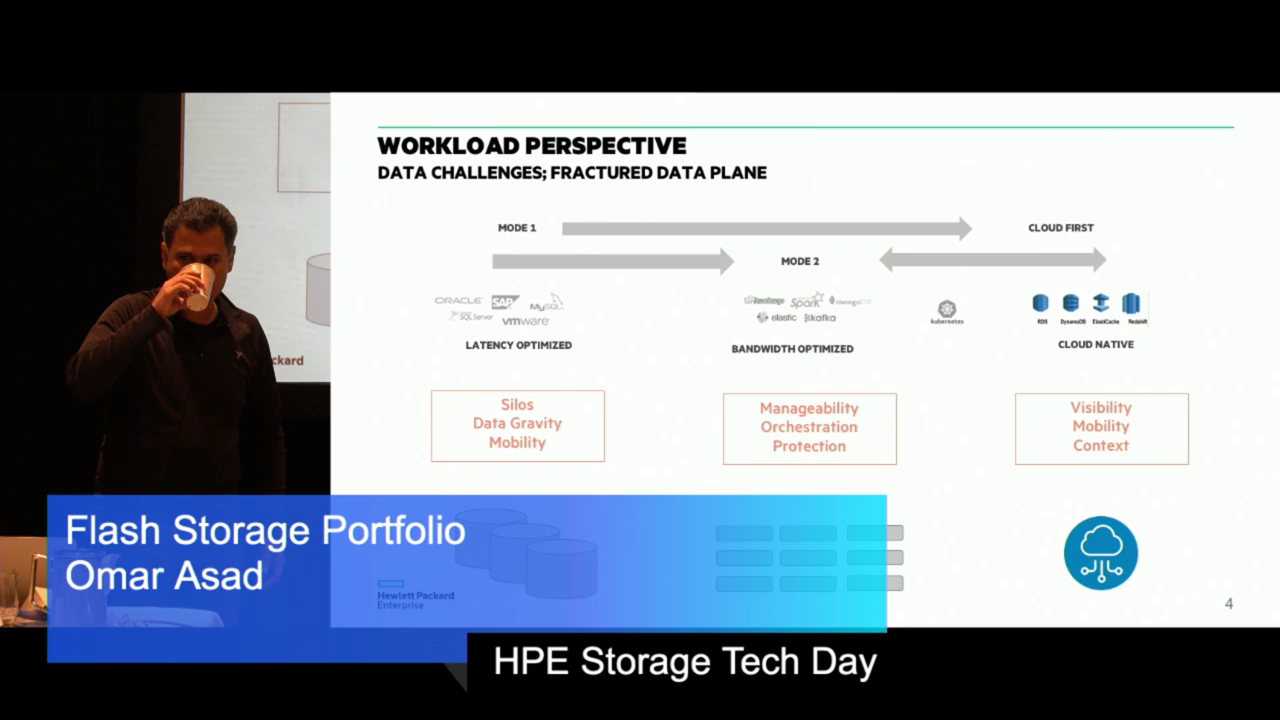 WORKLOAD PERSPECTIVE
DATA CHALLENGES; FRACTURED DATA PLANE
MODE 1
CLOUD FIRST
MODE 2
ORACLE SAP MySQL
SQL Server vmware
Spark mongoDB
elastic kafka
kubernetes
RDS DynamoDB ElastiCache Redshift
LATENCY OPTIMIZED
BANDWIDTH OPTIMIZED
CLOUD NATIVE
Silos
Data Gravity
Mobility
Manageability
Orchestration
Protection
Visibility
Mobility
Context
ckard
Flash Storage Portfolio
Omar Asad
Hewlett Packard
Enterprise
4
HPE Storage Tech Day